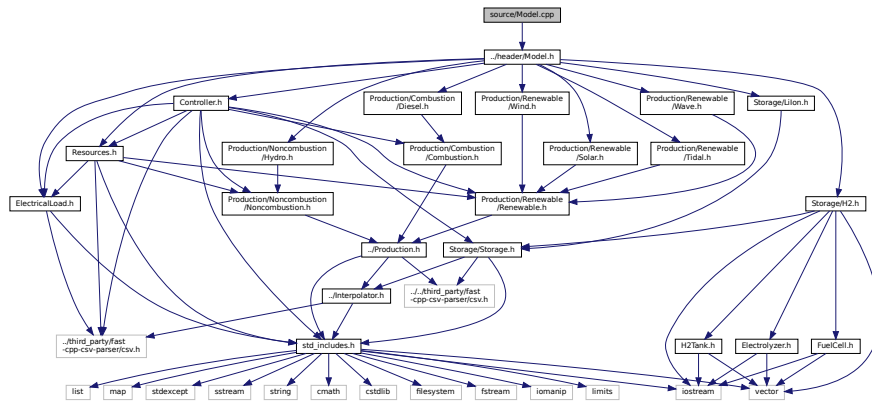 source/Model.cpp
../header/Model.h
Controller.h
Production/Combustion
/Diesel.h
Production/Renewable
/Wind.h
Production/Renewable
/Wave.h
Storage/LiIon.h
Resources.h
Production/Noncombustion
/Hydro.h
Production/Combustion
/Combustion.h
Production/Renewable
/Solar.h
Production/Renewable
/Tidal.h
ElectricalLoad.h
Production/Noncombustion
/Noncombustion.h
Production/Renewable
/Renewable.h
Storage/H2.h
../Production.h
Storage/Storage.h
../Interpolator.h
../../third_party/fast
-cpp-csv-parser/csv.h
../third_party/fast
-cpp-csv-parser/csv.h
std_includes.h
H2Tank.h
Electrolyzer.h
FuelCell.h
list
map
stdexcept
sstream
string
cmath
cstdlib
filesystem
fstream
iomanip
limits
iostream
vector